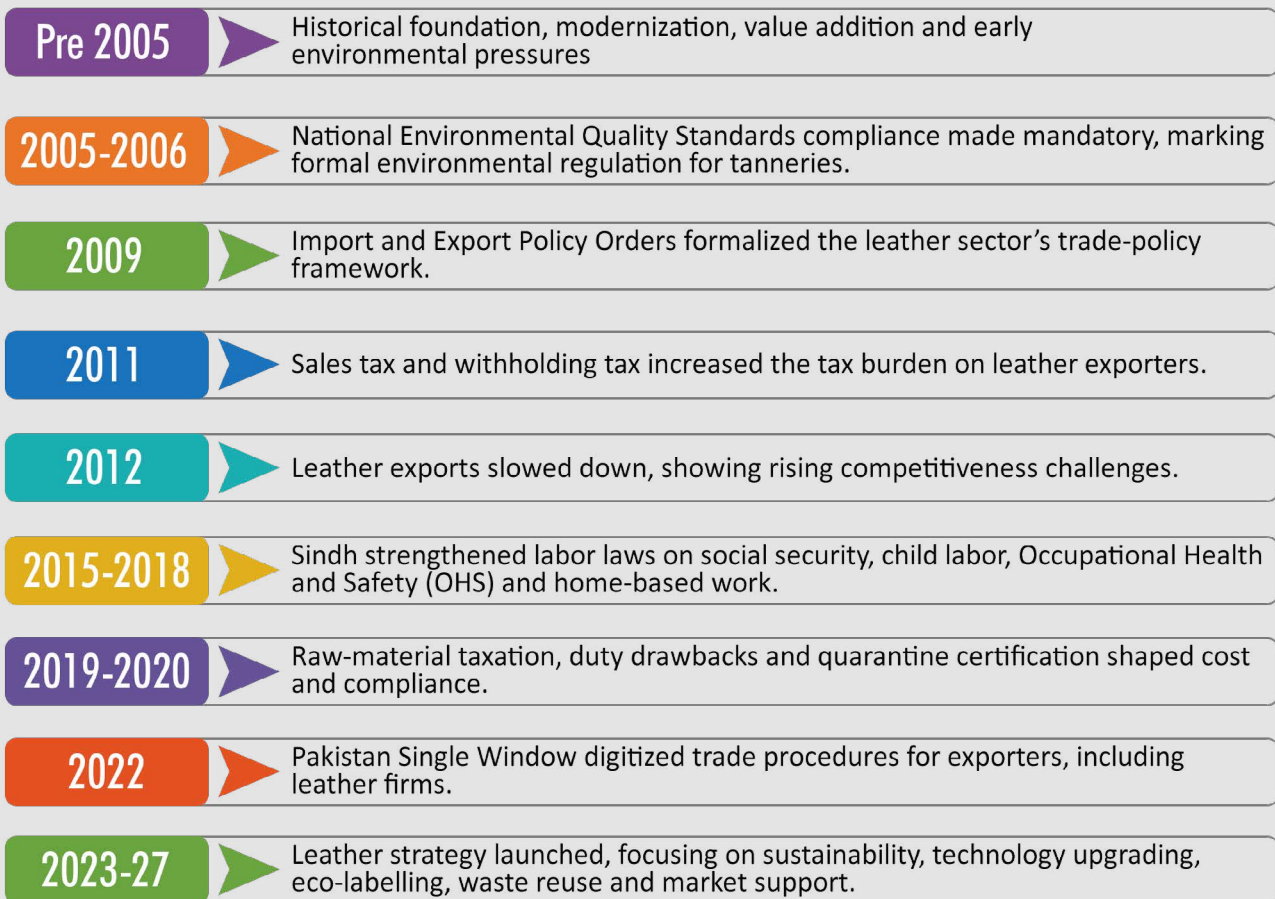 Pre 2005
Historical foundation, modernization, value addition and early
environmental pressures
2005-2006
National Environmental Quality Standards compliance made mandatory, marking
formal environmental regulation for tanneries.
2009
Import and Export Policy Orders formalized the leather sector’s trade-policy
framework.
2011
Sales tax and withholding tax increased the tax burden on leather exporters.
2012
Leather exports slowed down, showing rising competitiveness challenges.
2015-2018
Sindh strengthened labor laws on social security, child labor, Occupational Health
and Safety (OHS) and home-based work.
2019-2020
Raw-material taxation, duty drawbacks and quarantine certification shaped cost
and compliance.
2022
Pakistan Single Window digitized trade procedures for exporters, including
leather firms.
2023-27
Leather strategy launched, focusing on sustainability, technology upgrading,
eco-labelling, waste reuse and market support.